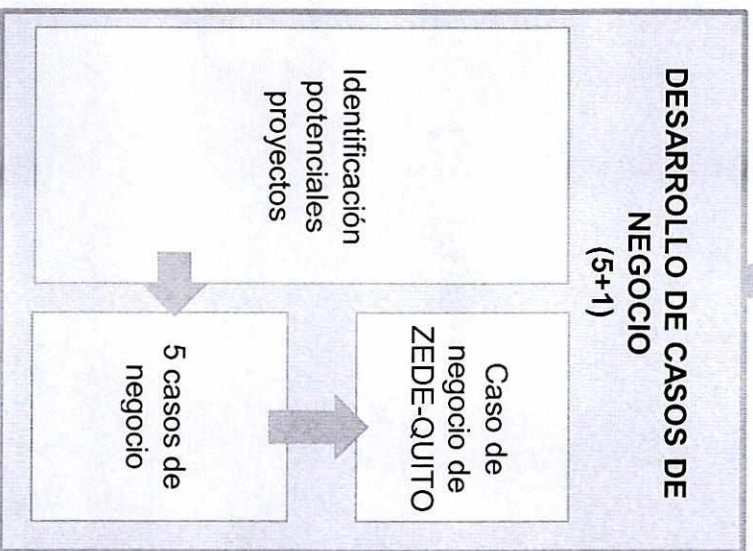 DESARROLLO DE CASOS DE
NEGOCIO
(5+1)
Identificación
potenciales
proyectos
5 casos de
negocio
Caso de
negocio de
ZEDE-QUITO